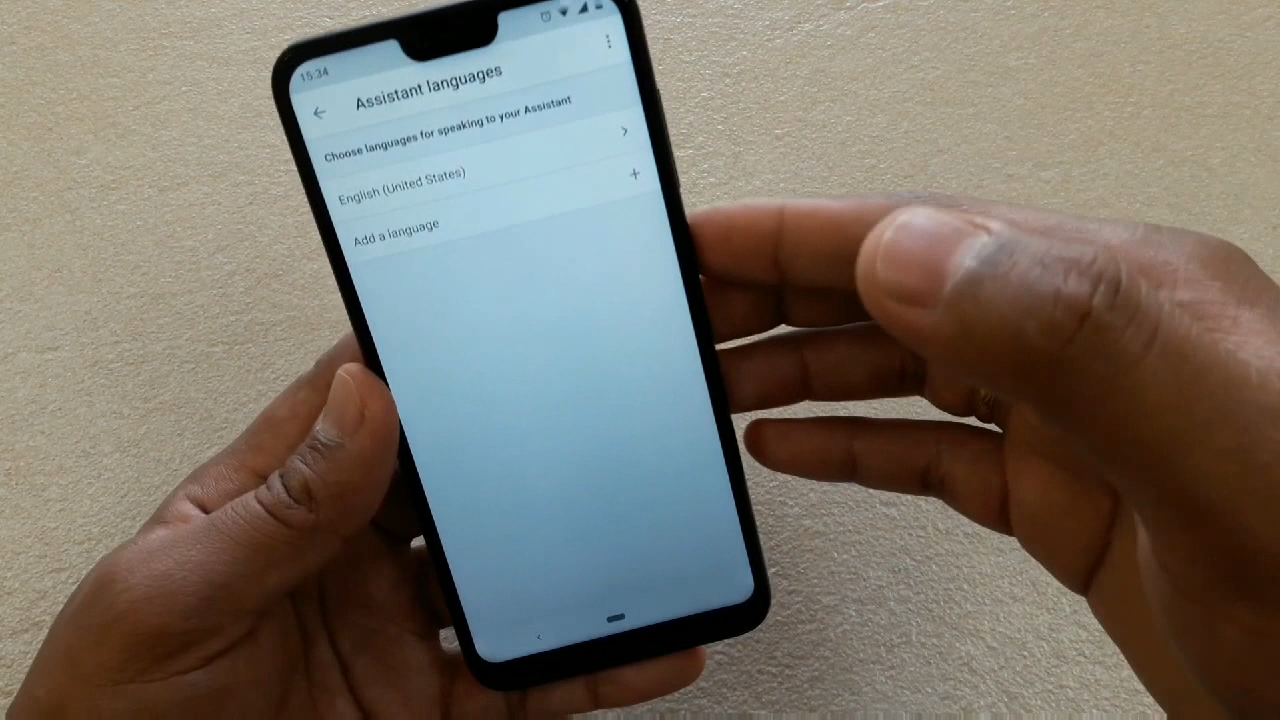 15:34
Assistant languages
Choose languages for speaking to your Assistant
English (United States)
Add a language